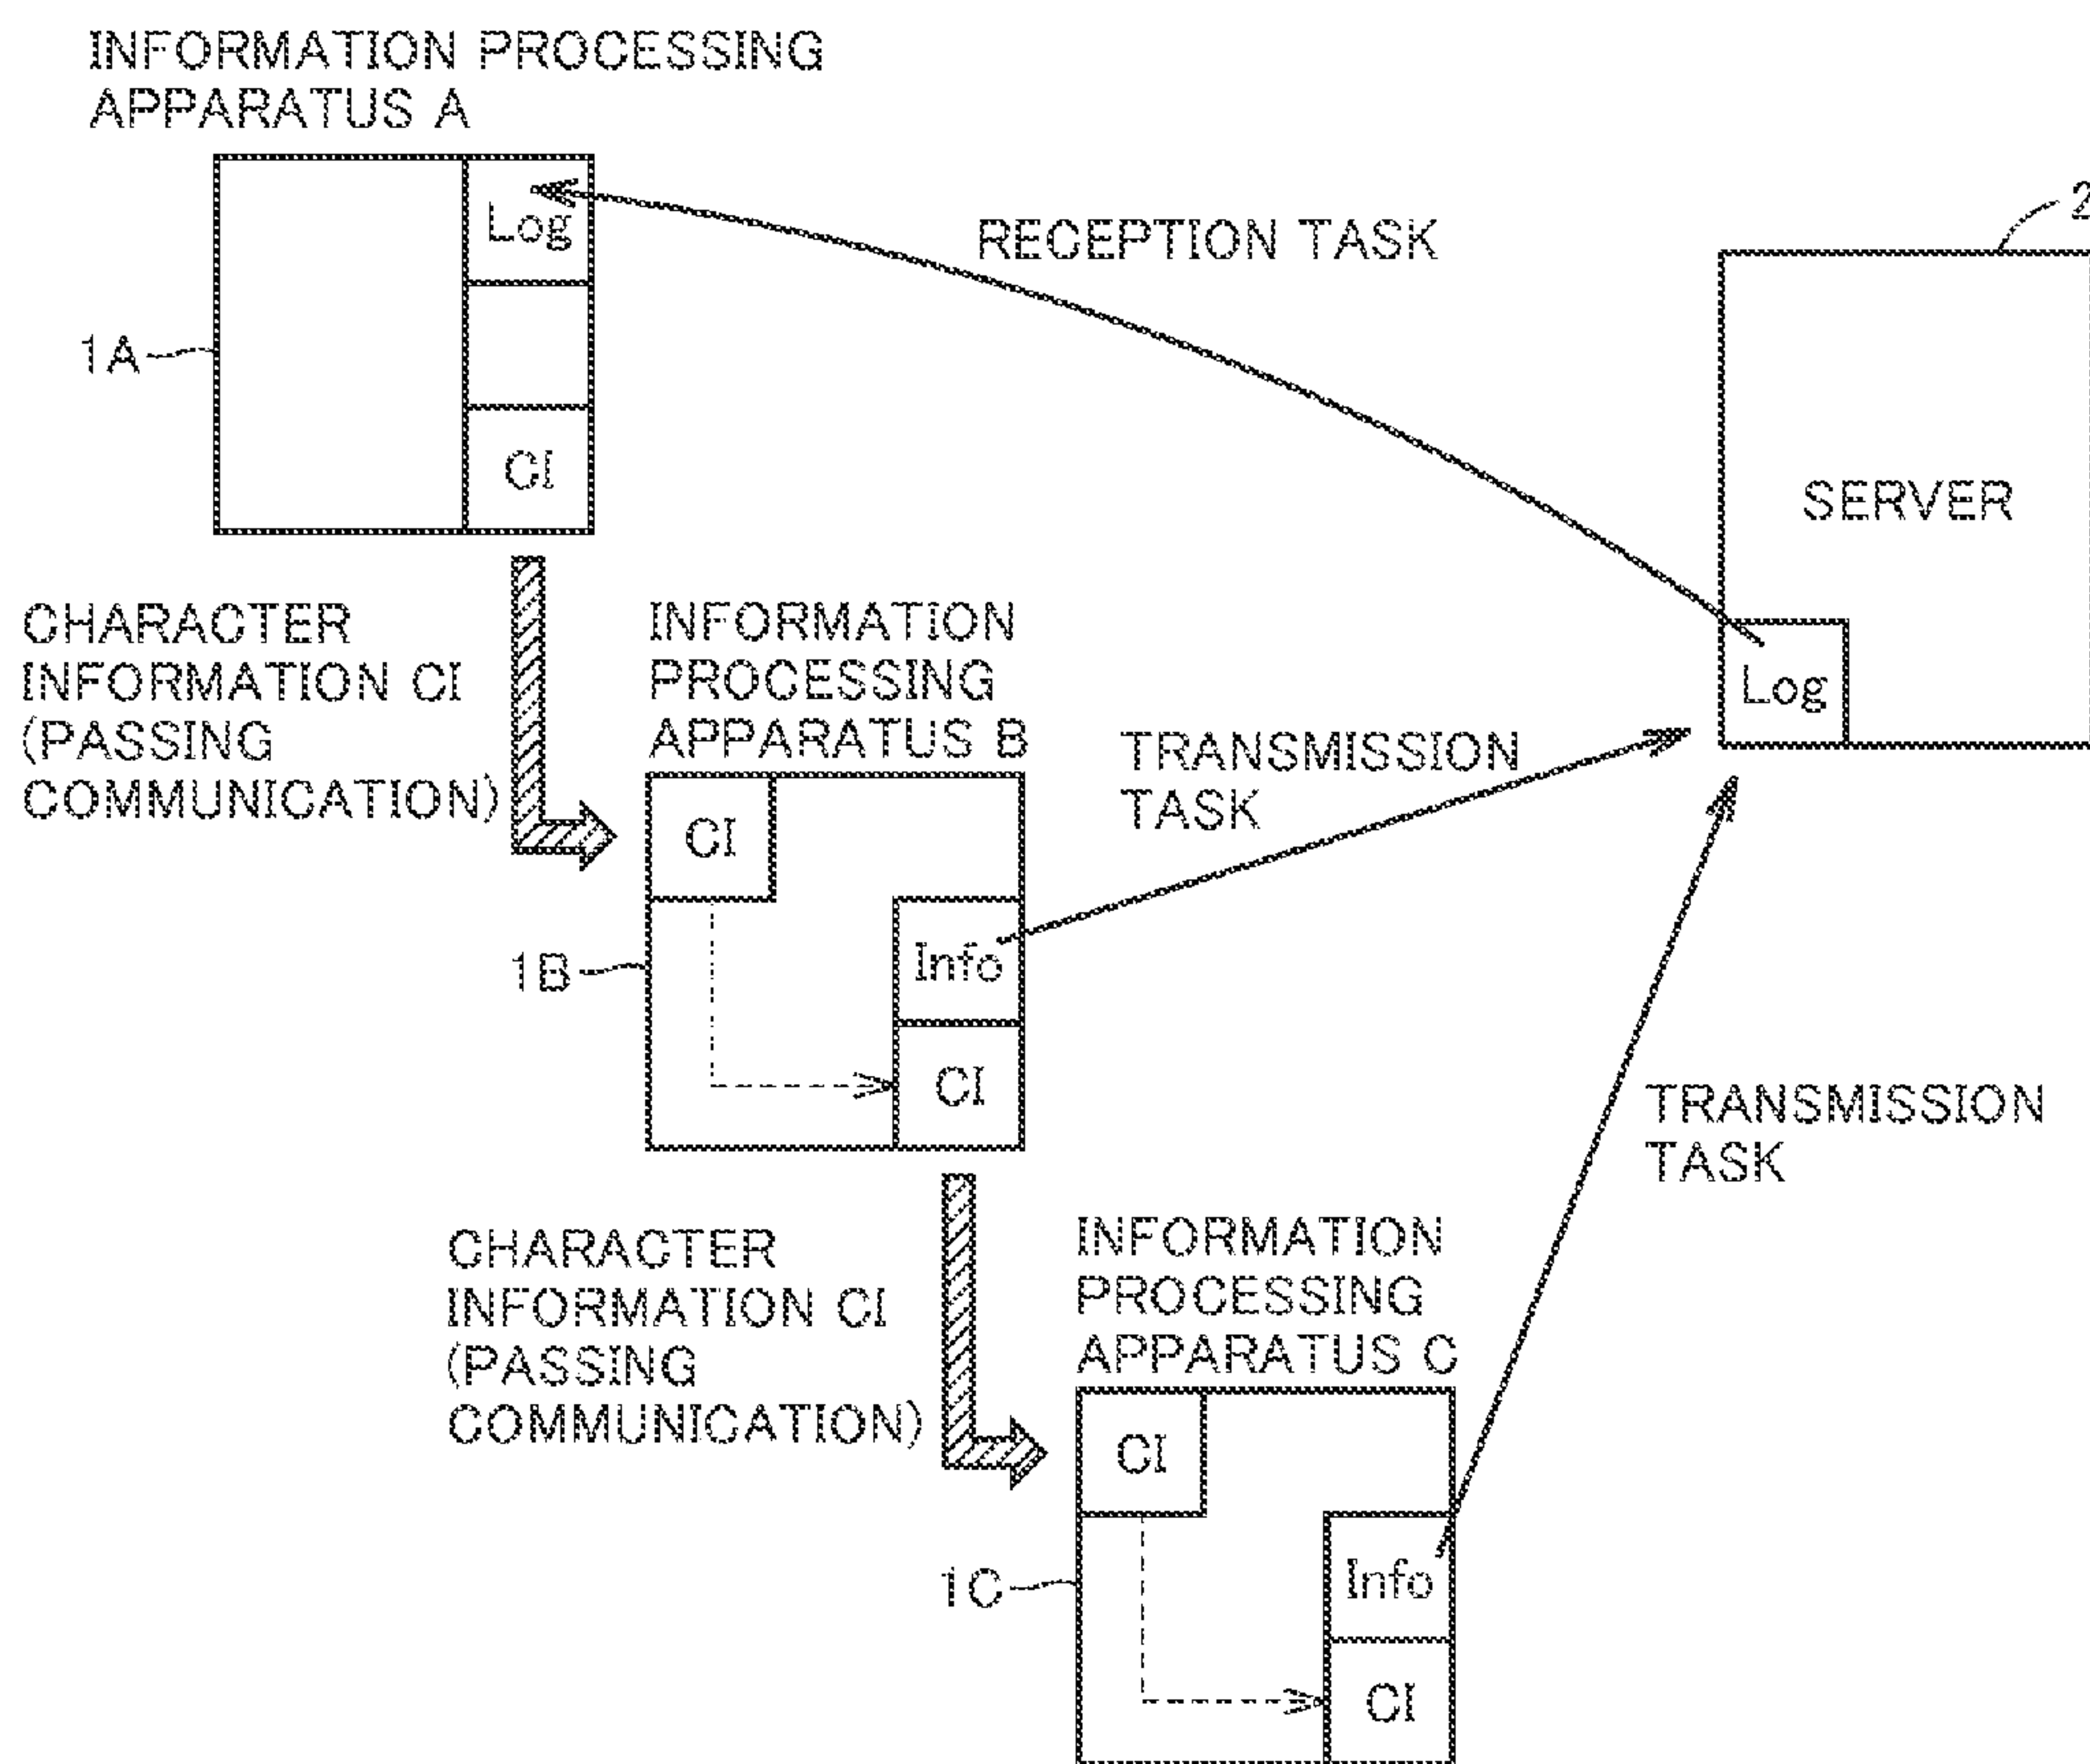 INFORMATION PROCESSING
APPARATUS A
Log
RECEPTION TASK
2
1A
CI
SERVER
Log
CHARACTER
INFORMATION CI
(PASSING
COMMUNICATION)
INFORMATION
PROCESSING
APPARATUS B
TRANSMISSION
TASK
CI
1B
Info
CI
TRANSMISSION
TASK
CHARACTER
INFORMATION CI
(PASSING
COMMUNICATION)
INFORMATION
PROCESSING
APPARATUS C
CI
1C
Info
CI